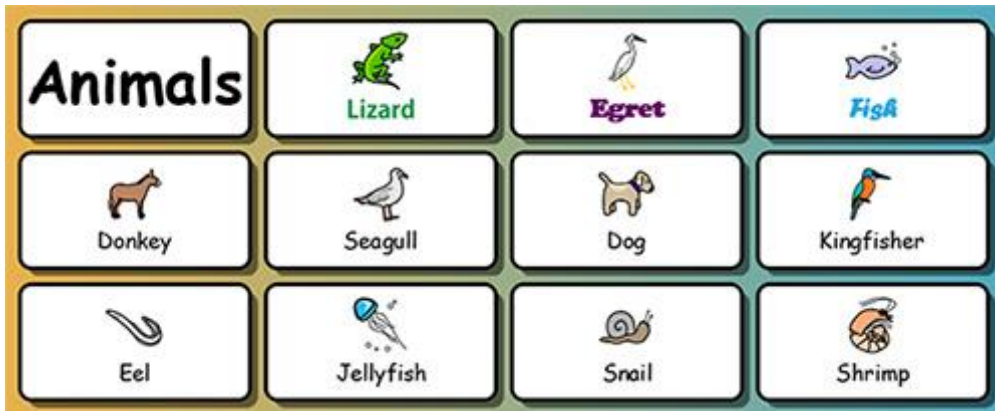 Animals
Lizard
Egret
Fish
Donkey
Seagull
Dog
Kingfisher
Eel
Jellyfish
Snail
Shrimp